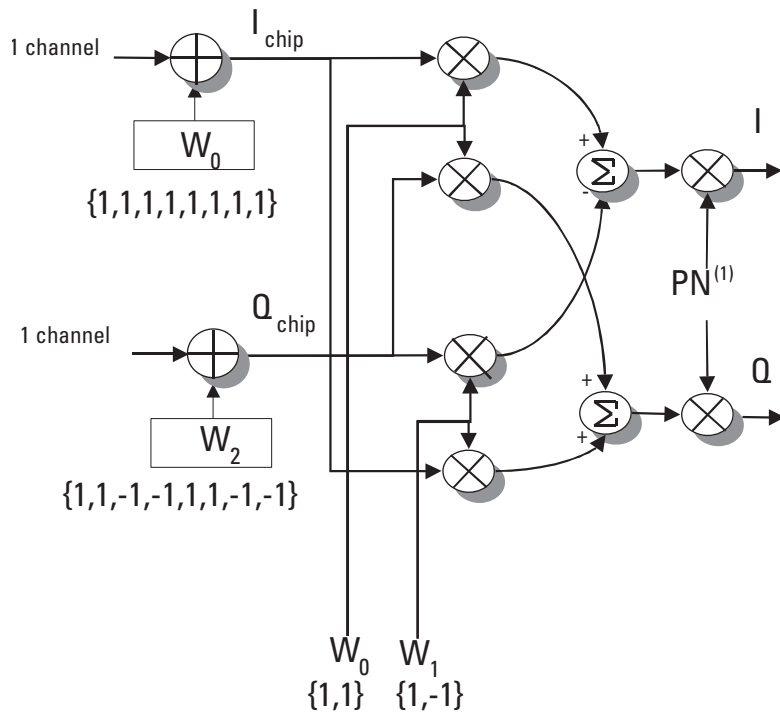 I chip
1 channel
W0
{1,1,1,1,1,1,1,1}
+
Σ
-
I
PN(1)
Q chip
1 channel
W2
{1,1,-1,-1,1,1,-1,-1}
+
Σ
+
Q
W0
{1,1}
W1
{1,-1}